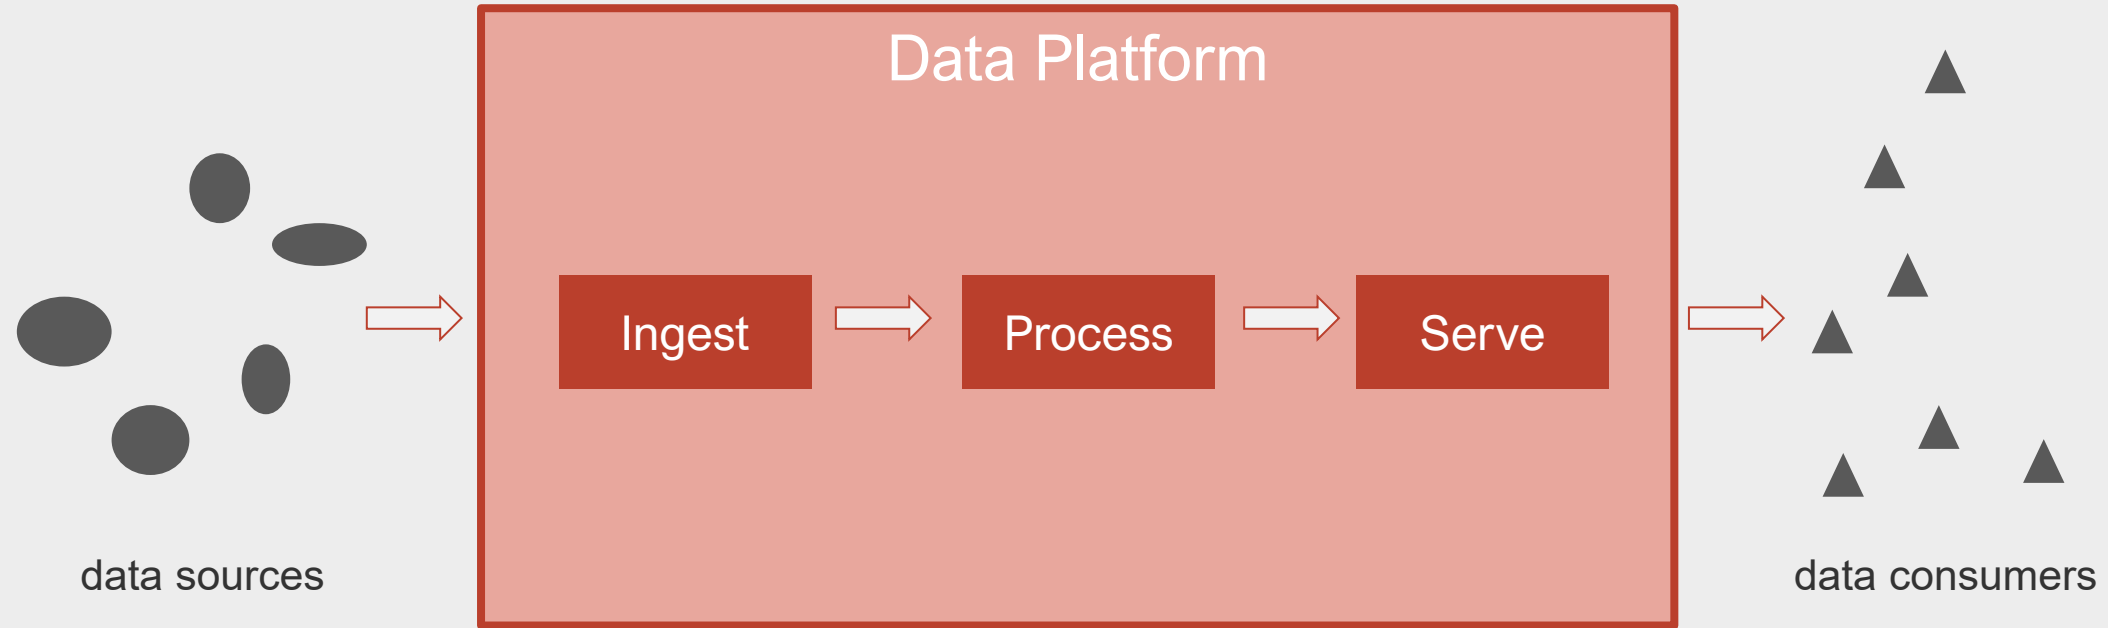 Data Platform
Ingest
Process
Serve
data sources
data consumers